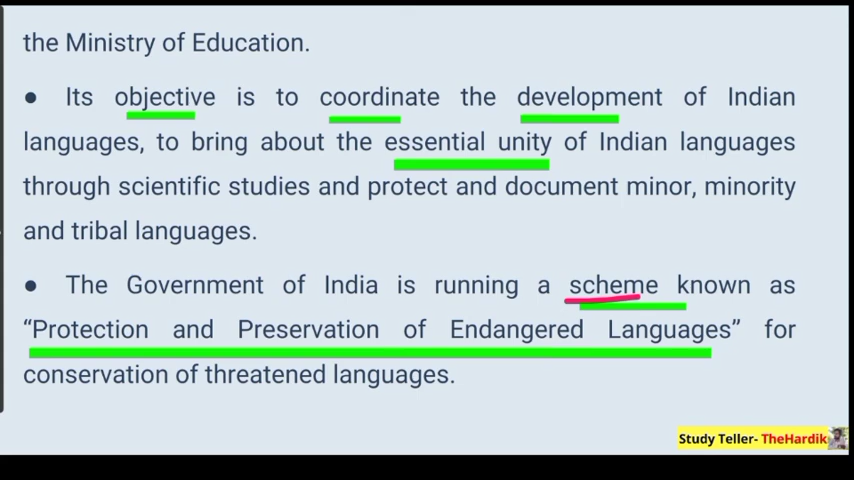 the Ministry of Education.
● Its objective is to coordinate the development of Indian
languages, to bring about the essential unity of Indian languages
through scientific studies and protect and document minor, minority
and tribal languages.
● The Government of India is running a scheme known as
“Protection and Preservation of Endangered Languages” for
conservation of threatened languages.
Study Teller- TheHardik